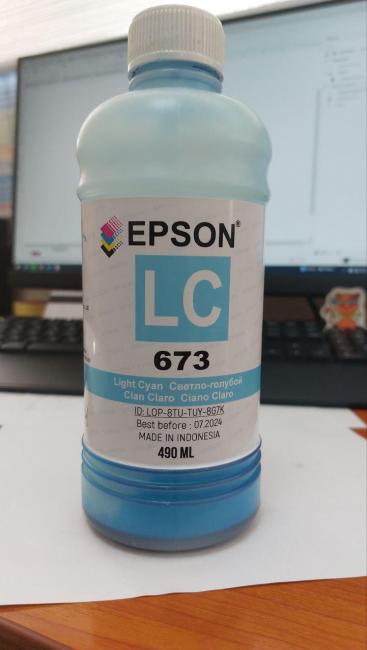 EPSON®
LC
673
Light Cyan Светло-голубой
Cian Claro Ciano Claro
ID: LOP-8TU-TUY-8G7K
Best before : 07.2024
MADE IN INDONESIA
490 ML